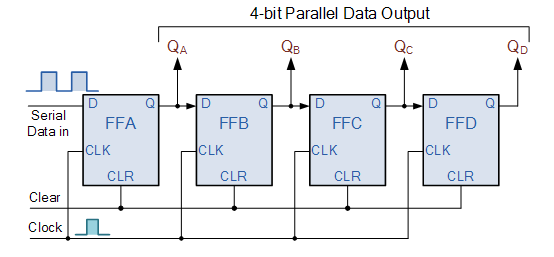 4-bit Parallel Data Output
QA QB QC QD
D Q D Q D Q D Q
Serial
Data in
FFA FFB FFC FFD
CLK CLK CLK CLK
CLR CLR CLR CLR
Clear
Clock